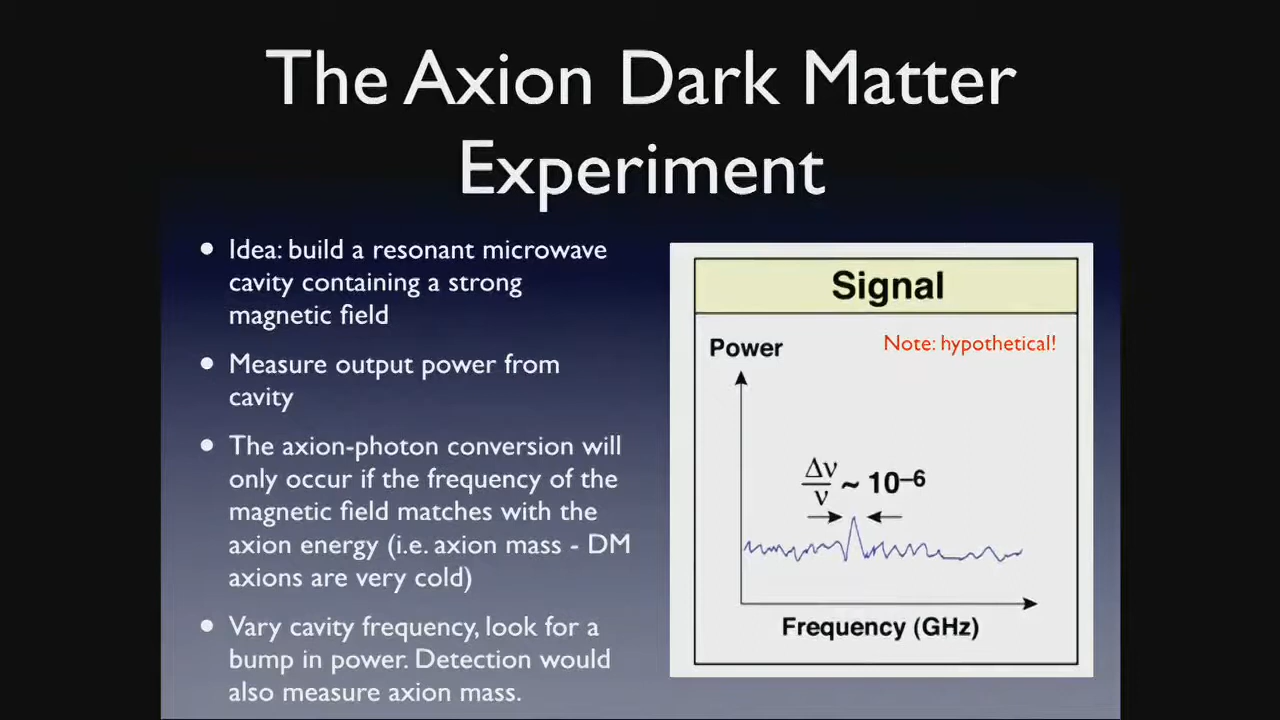 The Axion Dark Matter
Experiment
• Idea: build a resonant microwave
cavity containing a strong
magnetic field
• Measure output power from
cavity
• The axion-photon conversion will
only occur if the frequency of the
magnetic field matches with the
axion energy (i.e. axion mass - DM
axions are very cold)
• Vary cavity frequency, look for a
bump in power. Detection would
also measure axion mass.
Signal
Note: hypothetical!
Power
Δν/ν ~ 10⁻⁶
Frequency (GHz)